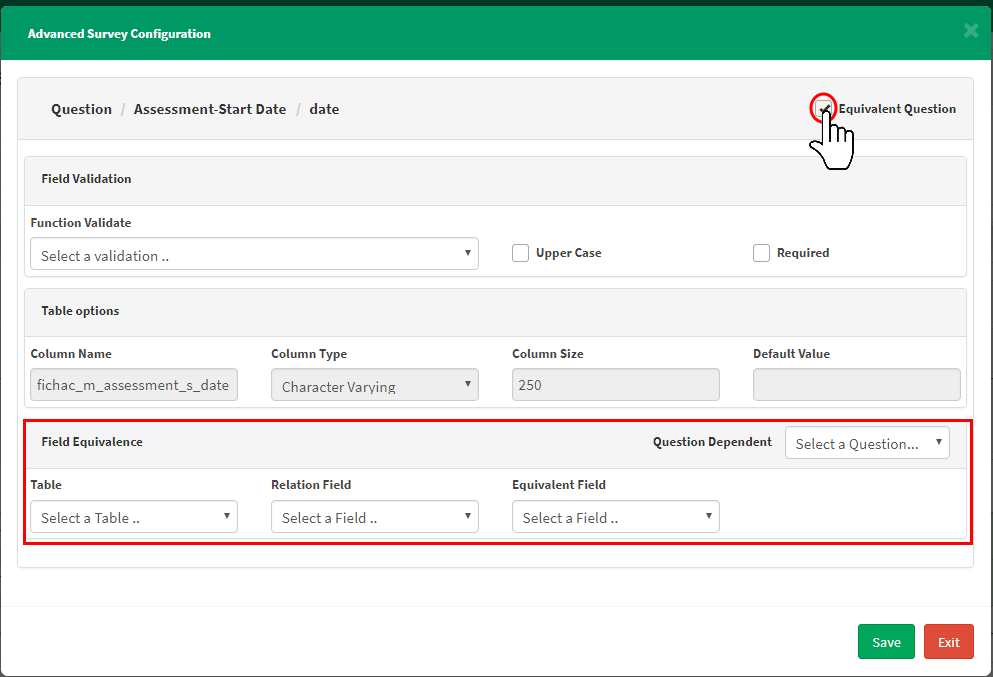 Advanced Survey Configuration
Question / Assessment-Start Date / date
Equivalent Question
Field Validation
Function Validate
Select a validation ..
Upper Case
Required
Table options
Column Name
Column Type
Column Size
Default Value
fichac_m_assessment_s_date
Character Varying
250
Field Equivalence
Question Dependent
Select a Question...
Table
Relation Field
Equivalent Field
Select a Table ..
Select a Field ..
Select a Field ..
Save
Exit